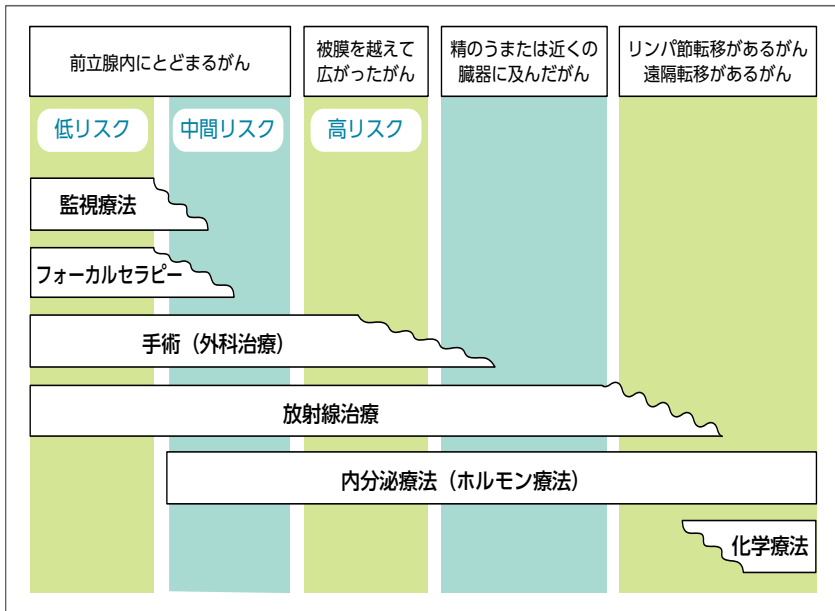 前立腺内にとどまるがん
被膜を越えて
広がったがん
精のうまたは近くの
臓器に及んだがん
リンパ節転移があるがん
遠隔転移があるがん
低リスク
中間リスク
高リスク
監視療法
フォーカルセラピー
手術（外科治療）
放射線治療
内分泌療法（ホルモン療法）
化学療法